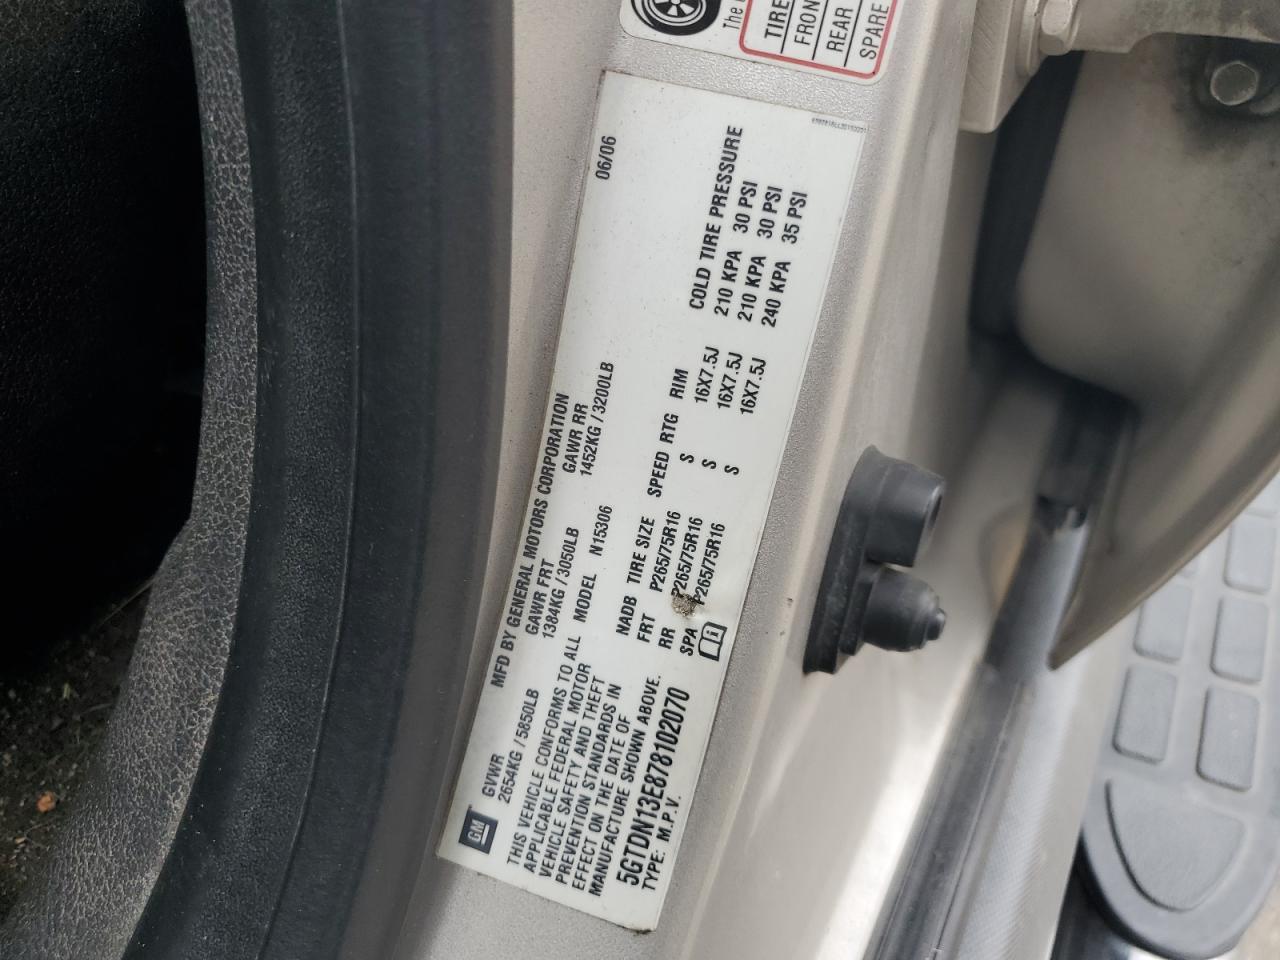 The
TIRE
FRON
REAR
SPARE
MFD BY GENERAL MOTORS CORPORATION 06/06
GVWR GAWR FRT GAWR RR
2654KG / 5850LB 1384KG / 3050LB 1452KG / 3200LB
THIS VEHICLE CONFORMS TO ALL MODEL N15306
APPLICABLE FEDERAL MOTOR
VEHICLE SAFETY AND THEFT
PREVENTION STANDARDS IN
EFFECT ON THE DATE OF
MANUFACTURE SHOWN ABOVE.
NADB TIRE SIZE SPEED RTG RIM COLD TIRE PRESSURE
FRT P265/75R16 S 16X7.5J 210 KPA 30 PSI
RR P265/75R16 S 16X7.5J 210 KPA 30 PSI
SPA P265/75R16 S 16X7.5J 240 KPA 35 PSI
5GTDN13E878102070
TYPE: M.P.V.
GM